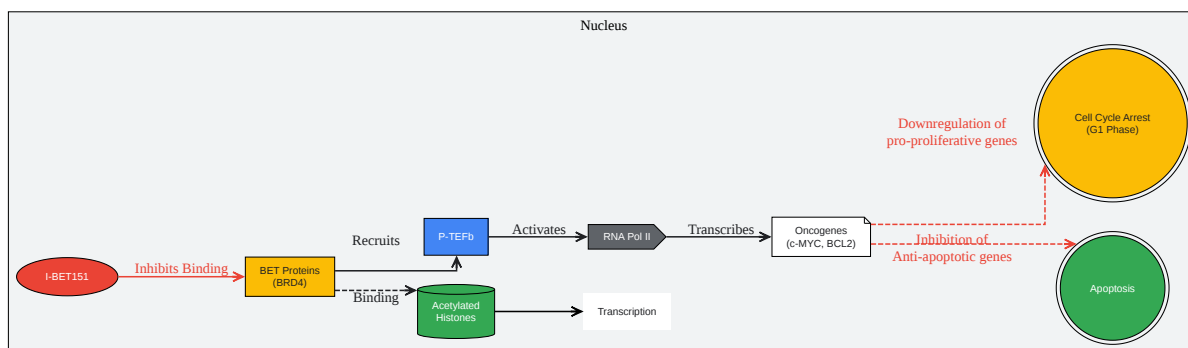 Nucleus
Cell Cycle Arrest
(G1 Phase)
Downregulation of
pro-proliferative genes
Recruits
P-TEFb
Activates
RNA Pol II
Transcribes
Oncogenes
(c-MYC, BCL2)
Inhibition of
Anti-apoptotic genes
I-BET151
Inhibits Binding
BET Proteins
(BRD4)
Binding
Acetylated
Histones
Transcription
Apoptosis